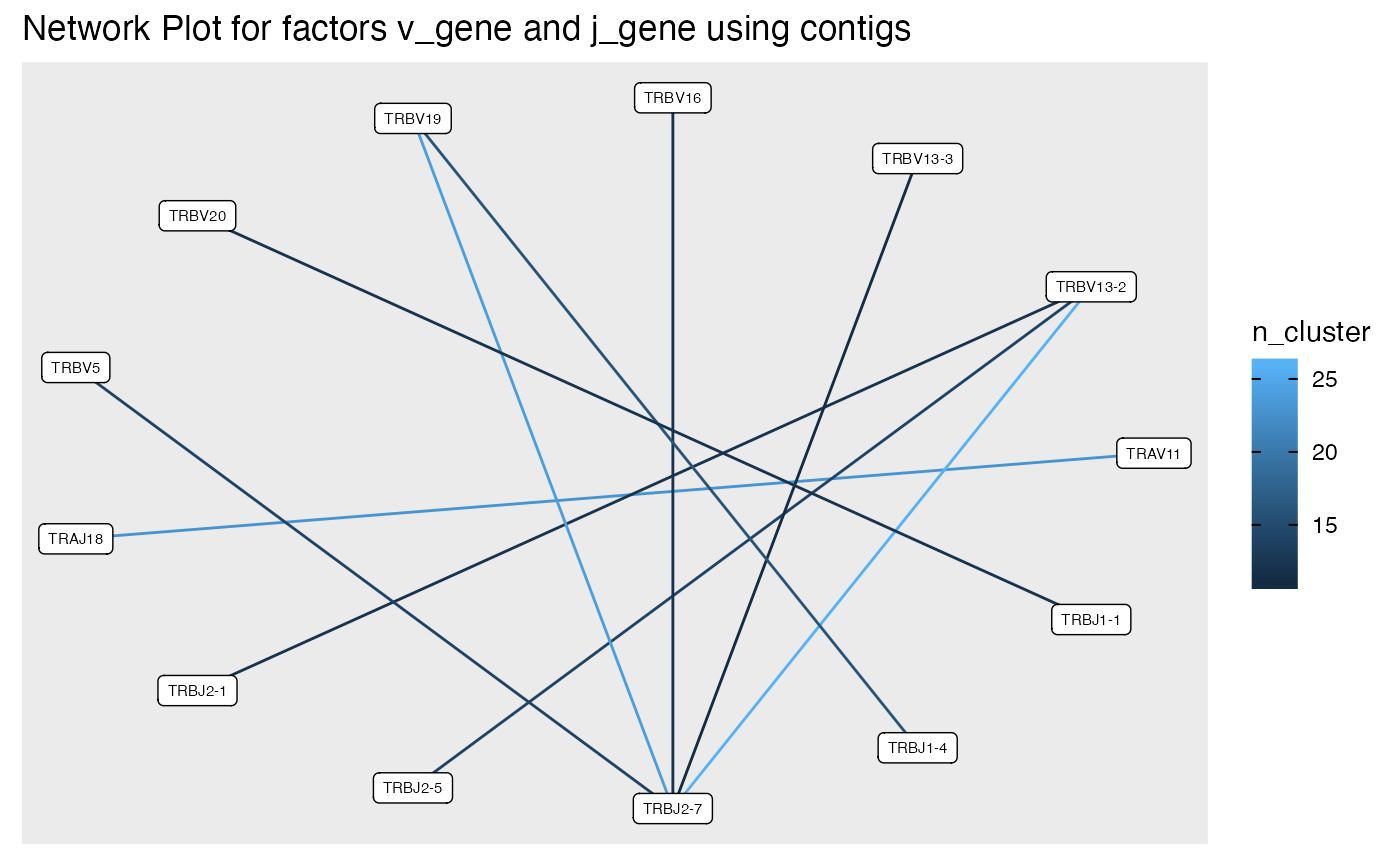 Network Plot for factors v_gene and j_gene using contigs
TRBV16
TRBV19
TRBV13-3
TRBV20
TRBV13-2
TRBV5
TRAV11
TRAJ18
TRBJ1-1
TRBJ2-1
TRBJ1-4
TRBJ2-5
TRBJ2-7
n_cluster
25
20
15